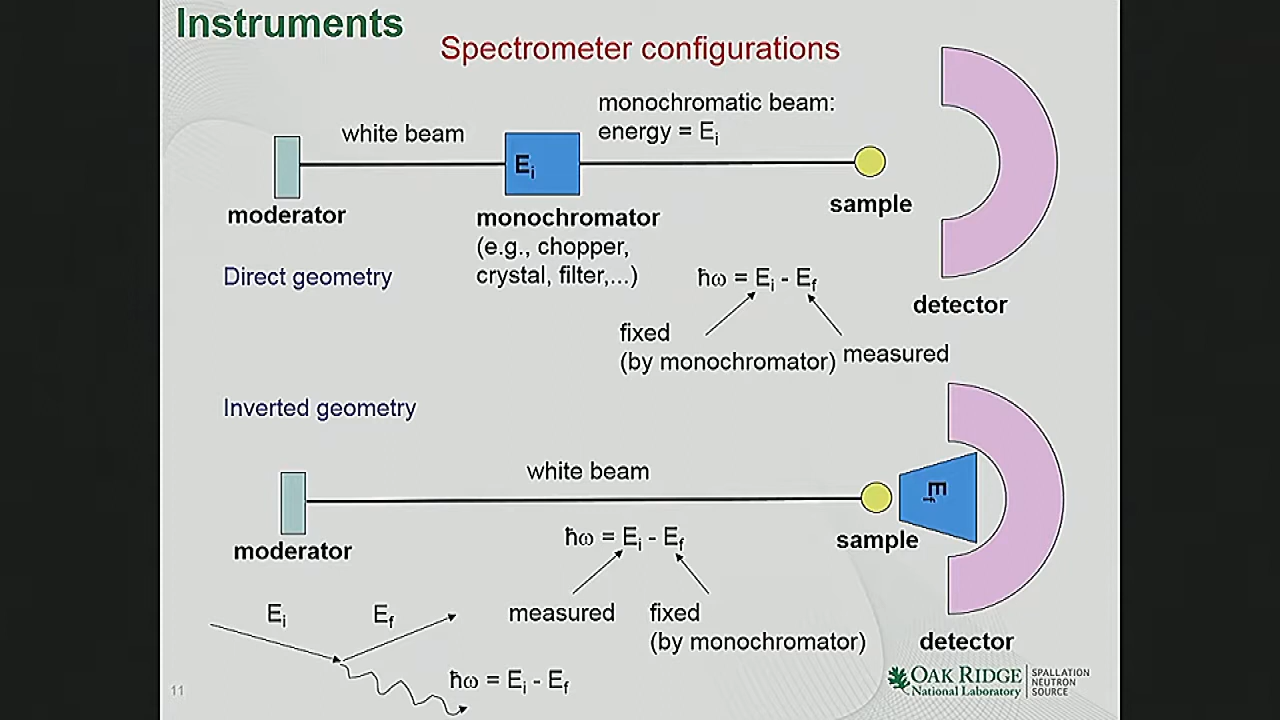 Instruments
Spectrometer configurations
monochromatic beam:
energy = Ei
white beam
Ei
moderator
monochromator
(e.g., chopper,
crystal, filter,...)
sample
detector
Direct geometry
ħω = Ei - Ef
fixed
(by monochromator)
measured
Inverted geometry
white beam
Ef
moderator
sample
detector
ħω = Ei - Ef
measured
fixed
(by monochromator)
Ei
Ef
ħω = Ei - Ef
11
OAK RIDGE
National Laboratory
SPALLATION
NEUTRON
SOURCE